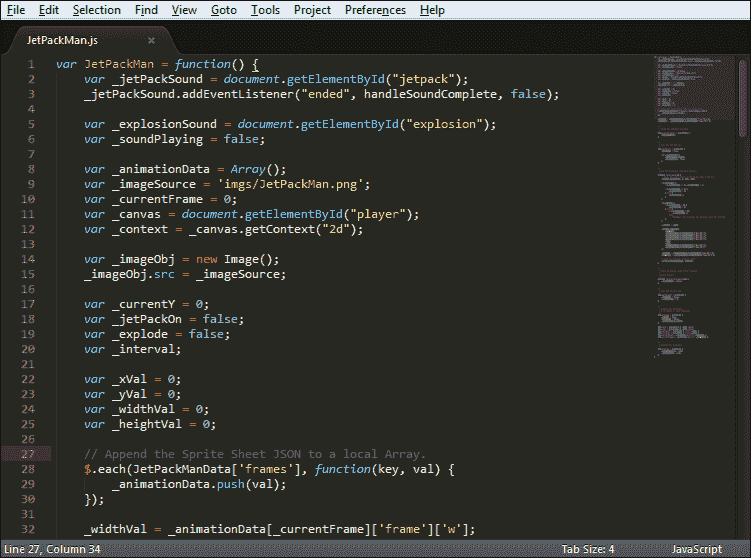 File Edit Selection Find View Goto Tools Project Preferences Help
JetPackMan.js ×
1 var JetPackMan = function() {
2 var _jetPackSound = document.getElementById("jetpack");
3 _jetPackSound.addEventListener("ended", handleSoundComplete, false);
4
5 var _explosionSound = document.getElementById("explosion");
6 var _soundPlaying = false;
7
8 var _animationData = Array();
9 var _imageSource = 'imgs/JetPackMan.png';
10 var _currentFrame = 0;
11 var _canvas = document.getElementById("player");
12 var _context = _canvas.getContext("2d");
13
14 var _imageObj = new Image();
15 _imageObj.src = _imageSource;
16
17 var _currentY = 0;
18 var _jetPackOn = false;
19 var _explode = false;
20 var _interval;
21
22 var _xVal = 0;
23 var _yVal = 0;
24 var _widthVal = 0;
25 var _heightVal = 0;
26
27 // Append the Sprite Sheet JSON to a local Array.
28 $.each(JetPackManData['frames'], function(key, val) {
29 _animationData.push(val);
30 });
31
32 _widthVal = _animationData[_currentFrame]['frame']['w'];
Line 27, Column 34 Tab Size: 4 JavaScript